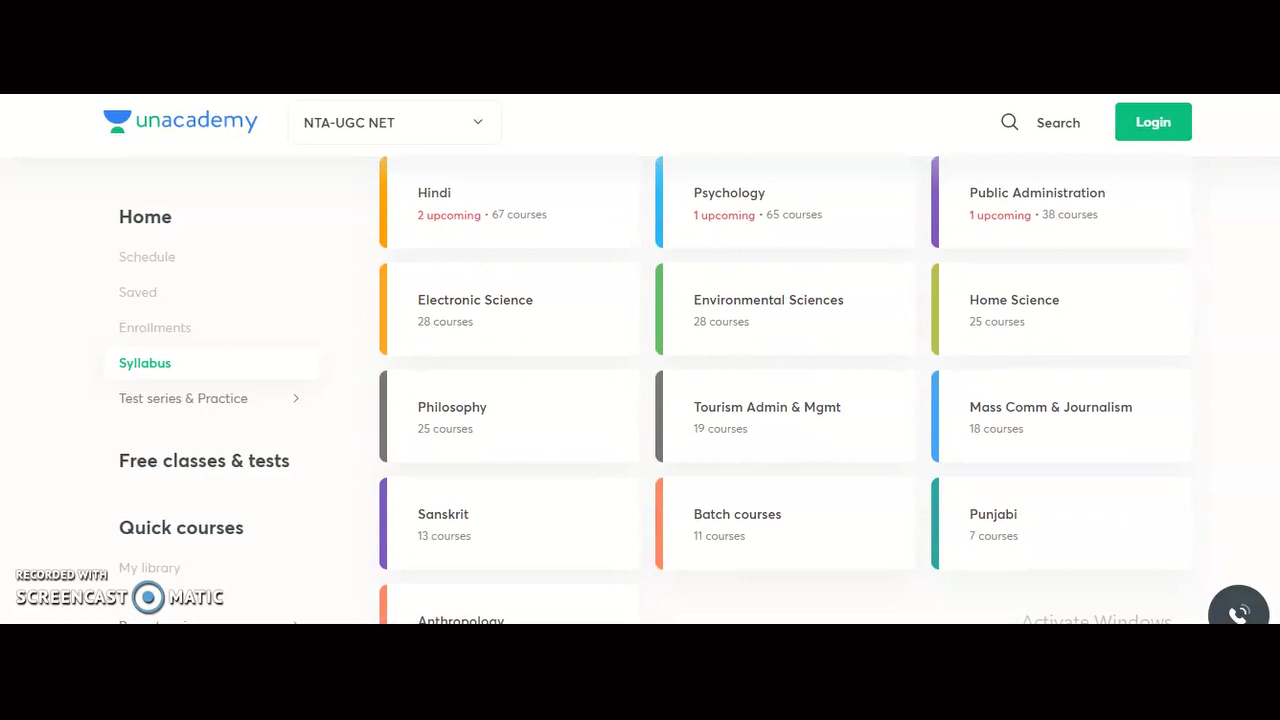 unacademy
NTA-UGC NET
Search
Login
Home
Schedule
Saved
Enrollments
Syllabus
Test series & Practice
Free classes & tests
Quick courses
My library
Hindi
2 upcoming • 67 courses
Psychology
1 upcoming • 65 courses
Public Administration
1 upcoming • 38 courses
Electronic Science
28 courses
Environmental Sciences
28 courses
Home Science
25 courses
Philosophy
25 courses
Tourism Admin & Mgmt
19 courses
Mass Comm & Journalism
18 courses
Sanskrit
13 courses
Batch courses
11 courses
Punjabi
7 courses
Anthropology
Activate Windows
RECORDED WITH
SCREENCAST MATIC